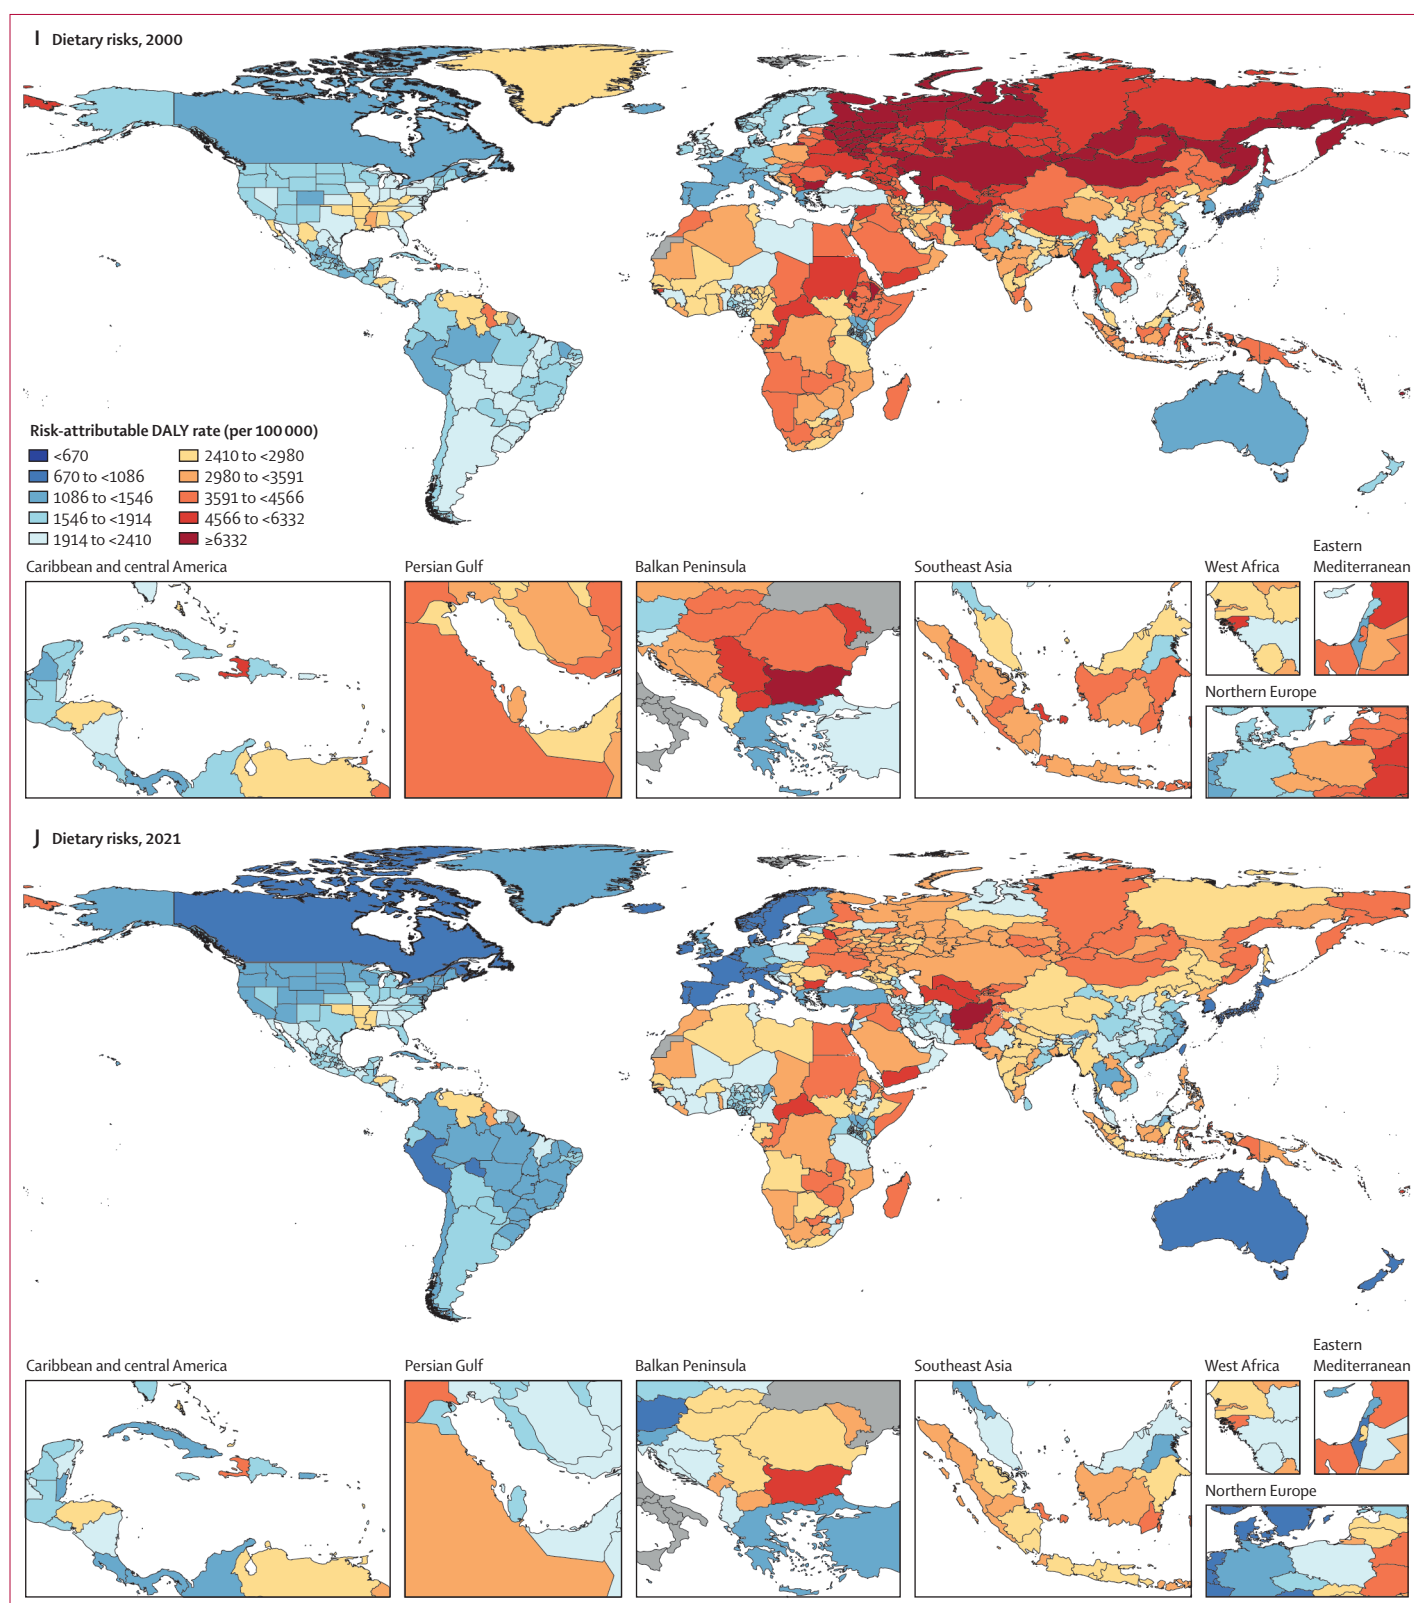 I Dietary risks, 2000
Risk-attributable DALY rate (per 100 000)
<670
670 to <1086
1086 to <1546
1546 to <1914
1914 to <2410
2410 to <2980
2980 to <3591
3591 to <4566
4566 to <6332
≥6332
Caribbean and central America
Persian Gulf
Balkan Peninsula
Southeast Asia
West Africa
Eastern
Mediterranean
Northern Europe
J Dietary risks, 2021
Caribbean and central America
Persian Gulf
Balkan Peninsula
Southeast Asia
West Africa
Eastern
Mediterranean
Northern Europe